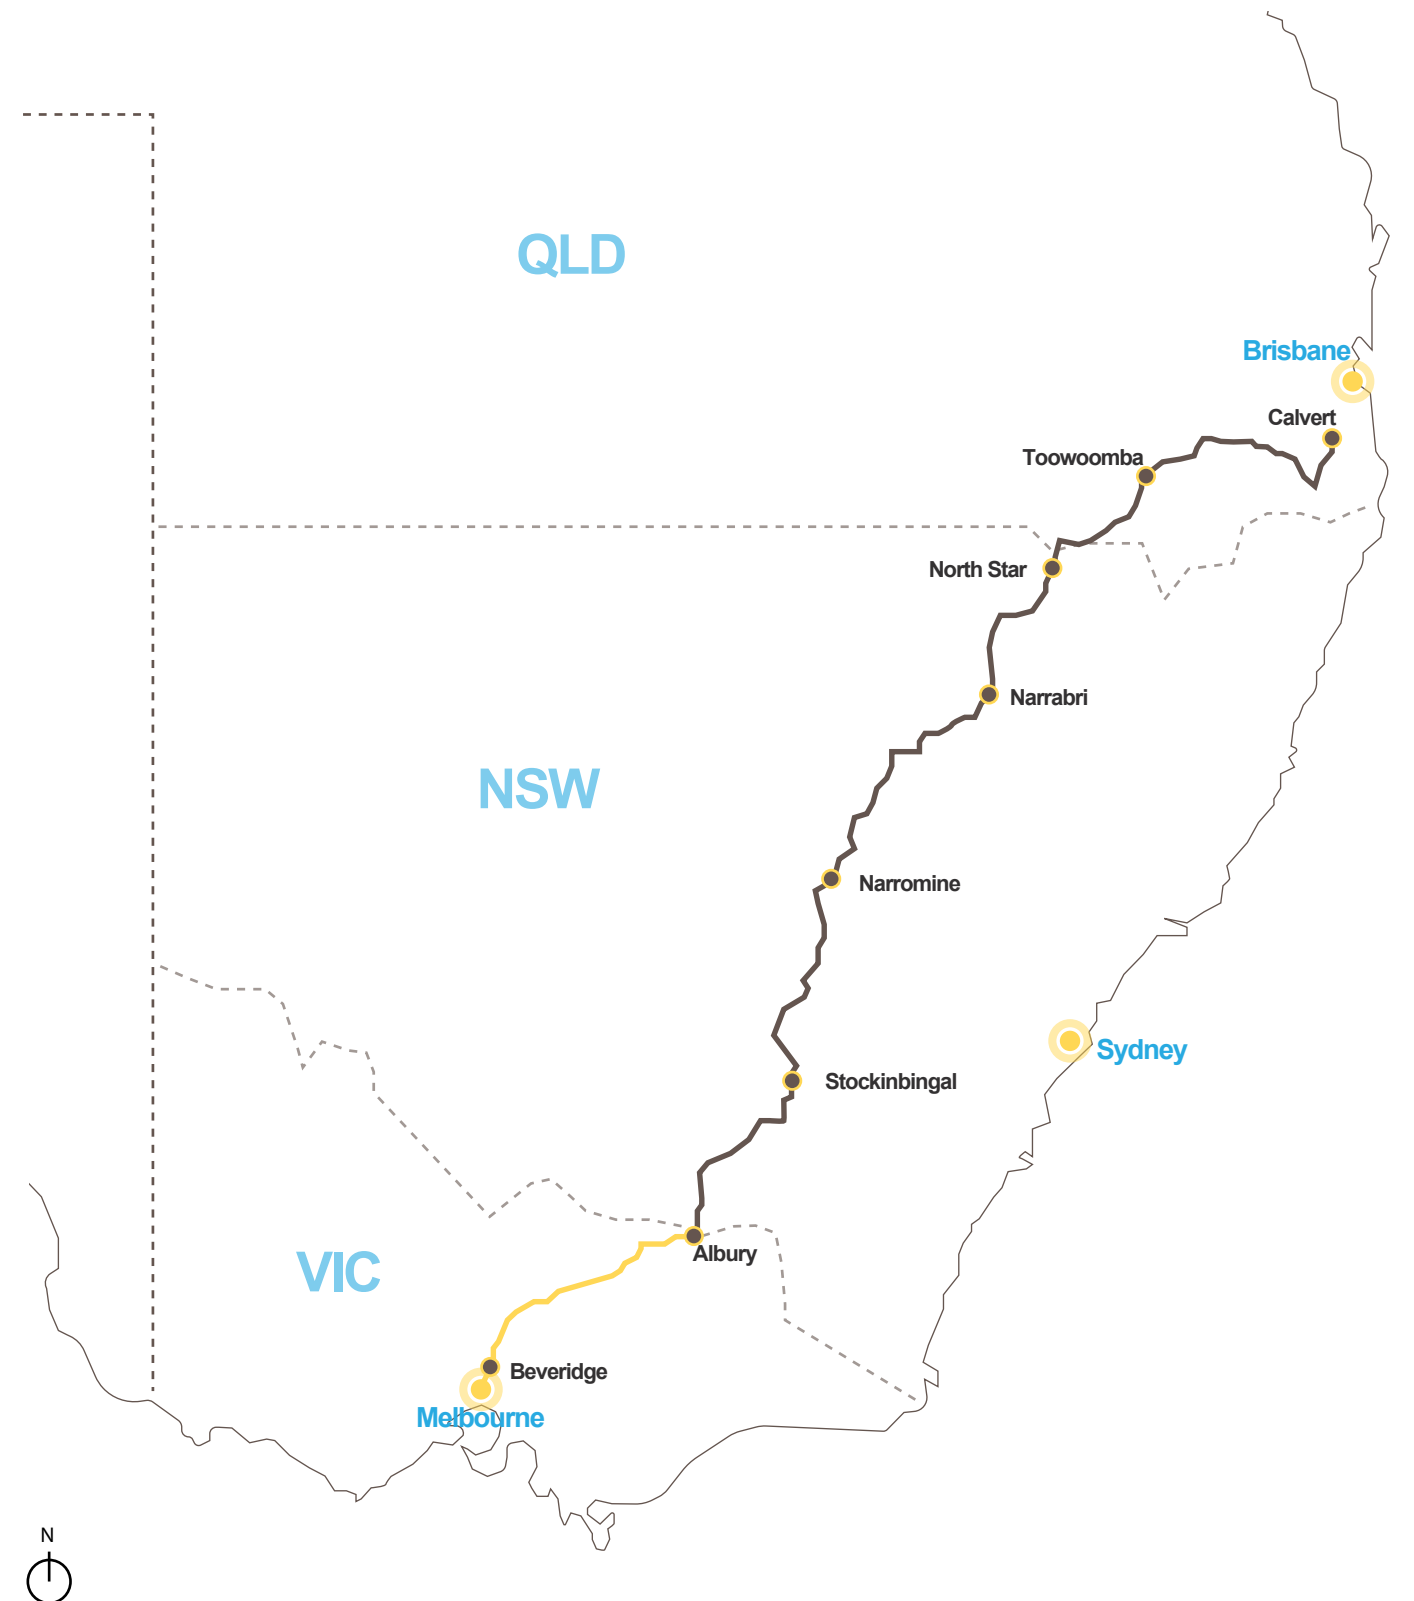 QLD
Brisbane
Calvert
Toowoomba
North Star
Narrabri
NSW
Narromine
Sydney
Stockinbingal
Albury
VIC
Beveridge
Melbourne
N